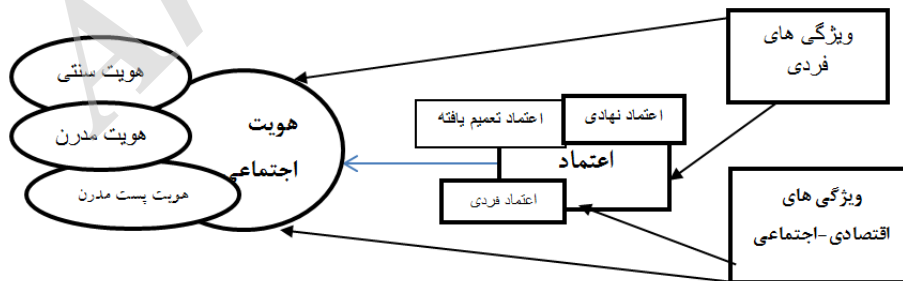 ویژگی های
فردی
هویت سنتی
هویت مدرن
هویت پست مدرن
هویت
اجتماعی
اعتماد تعمیم یافته
اعتماد نهادی
اعتماد
اعتماد فردی
ویژگی های
اقتصادی-اجتماعی